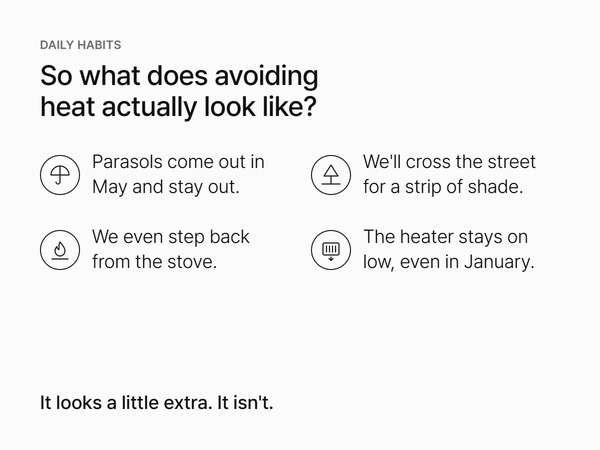 DAILY HABITS
So what does avoiding
heat actually look like?
Parasols come out in
May and stay out.
We'll cross the street
for a strip of shade.
We even step back
from the stove.
The heater stays on
low, even in January.
It looks a little extra. It isn't.